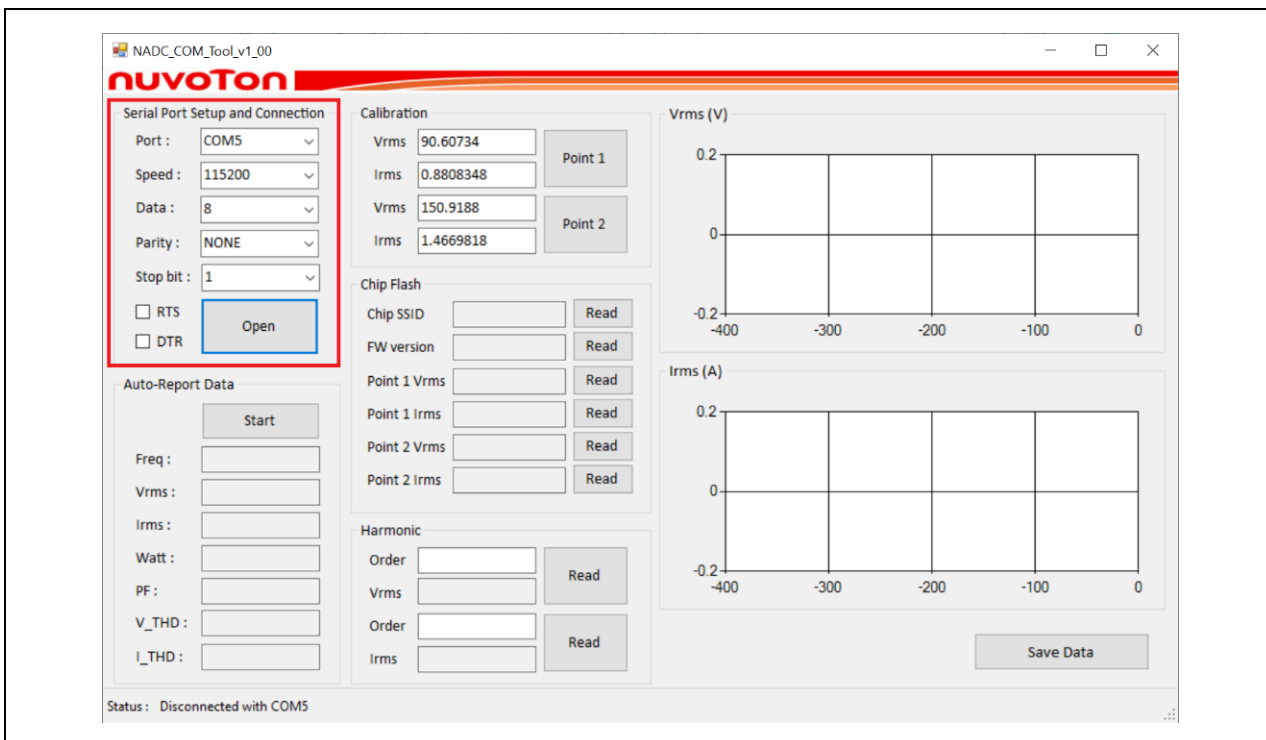 NADC_COM_Tool_v1_00
nuvoTon
Serial Port Setup and Connection
Port : COM5
Speed : 115200
Data : 8
Parity : NONE
Stop bit : 1
RTS
DTR
Open
Auto-Report Data
Start
Freq :
Vrms :
Irms :
Watt :
PF :
V_THD :
I_THD :
Calibration
Vrms 90.60734
Irms 0.8808348
Point 1
Vrms 150.9188
Irms 1.4669818
Point 2
Chip Flash
Chip SSID Read
FW version Read
Point 1 Vrms Read
Point 1 Irms Read
Point 2 Vrms Read
Point 2 Irms Read
Harmonic
Order
Vrms
Read
Order
Irms
Read
Vrms (V)
0.2
0
-0.2
-400 -300 -200 -100 0
Irms (A)
0.2
0
-0.2
-400 -300 -200 -100 0
Save Data
Status : Disconnected with COM5